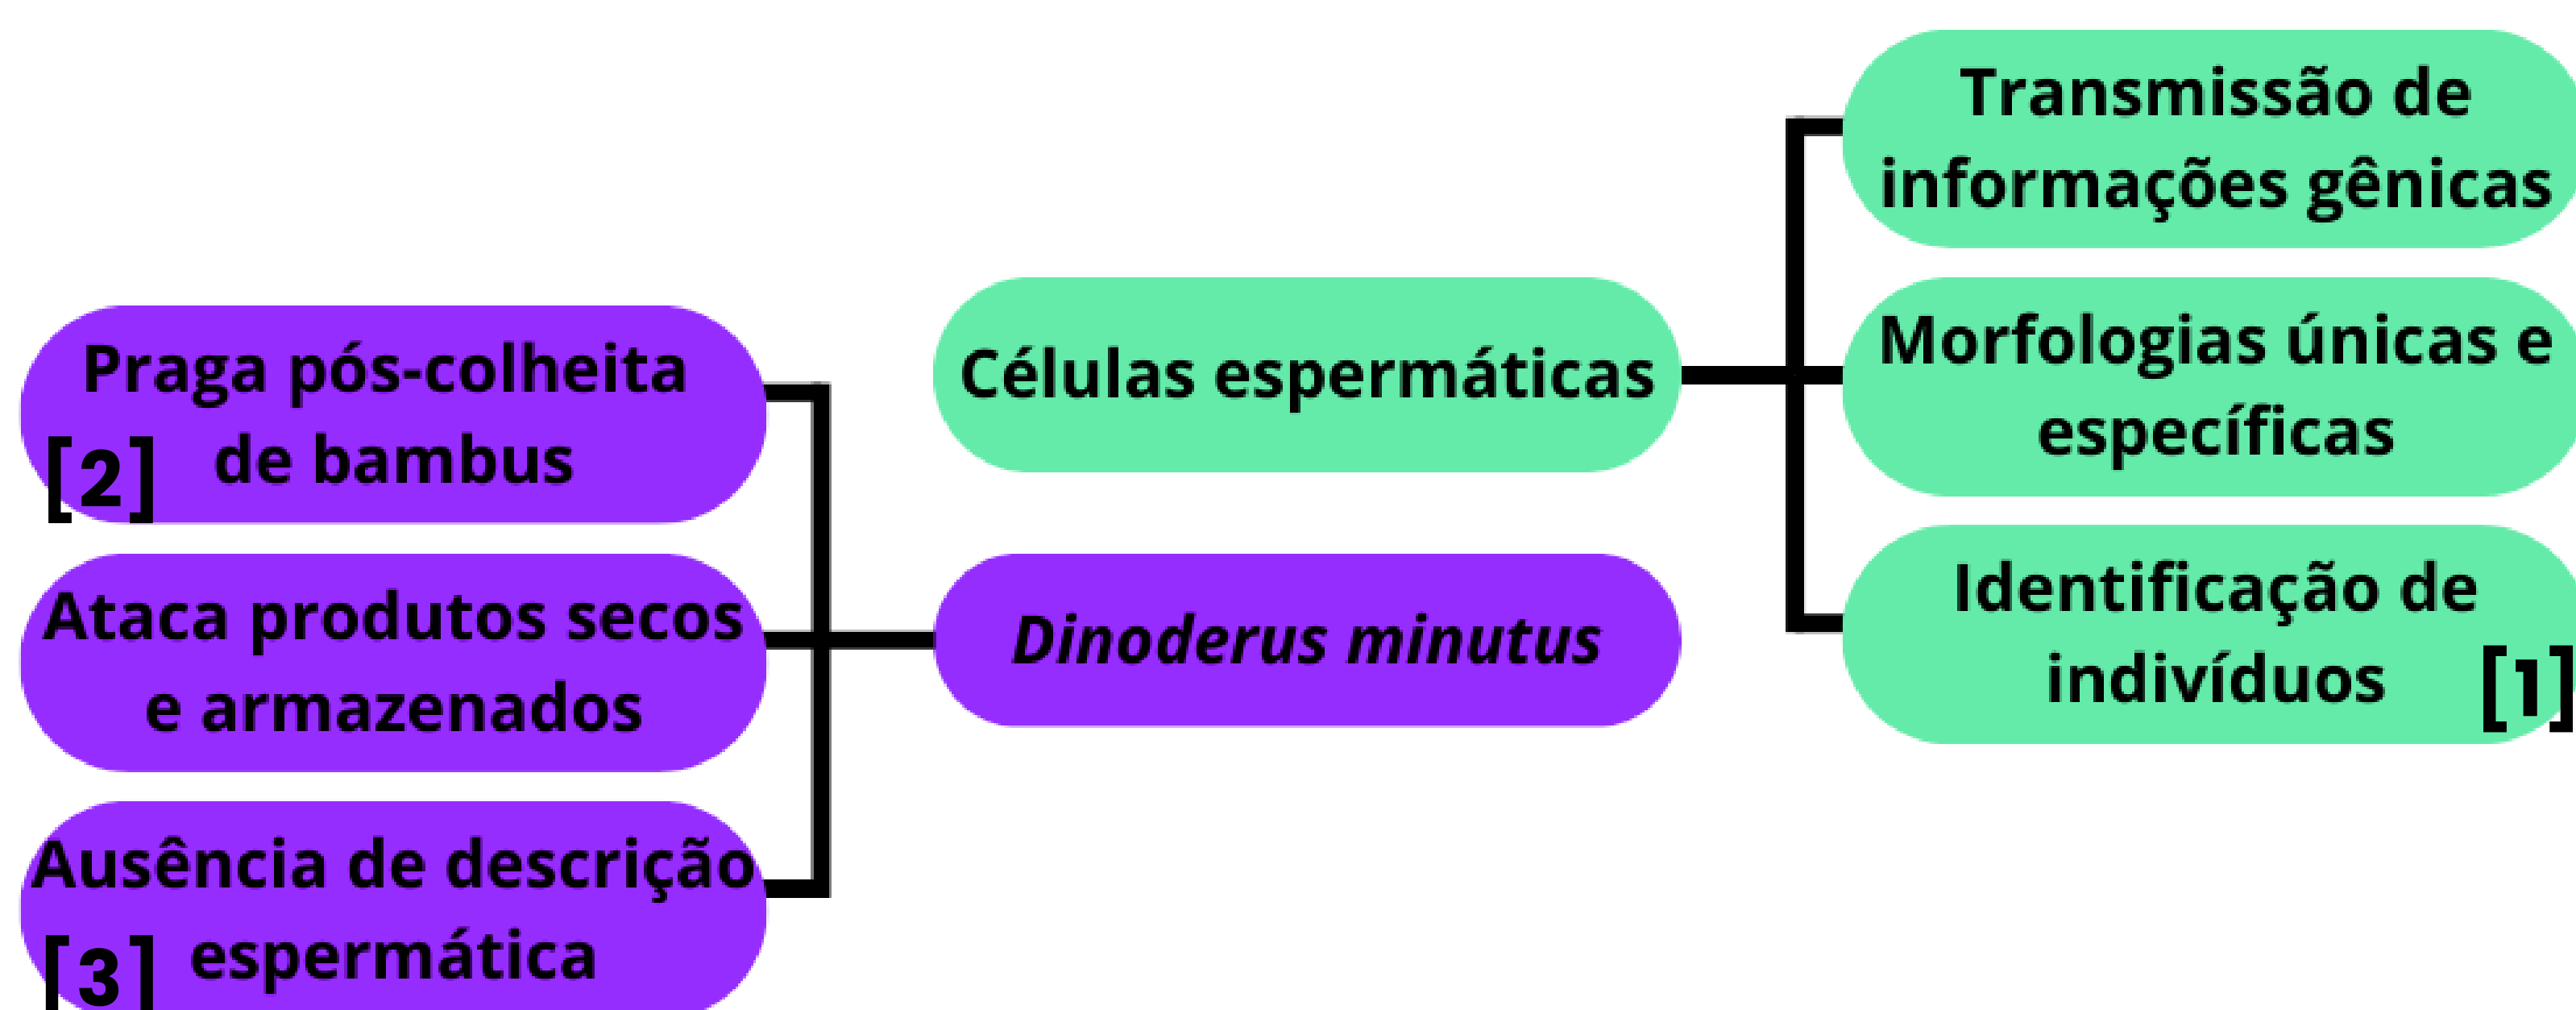 Transmissão de
informações gênicas
Células espermáticas
Morfologias únicas e
específicas
Identificação de
indivíduos [1]
Praga pós-colheita
[2] de bambus
Ataca produtos secos
e armazenados
Dinoderus minutus
Ausência de descrição
[3] espermática